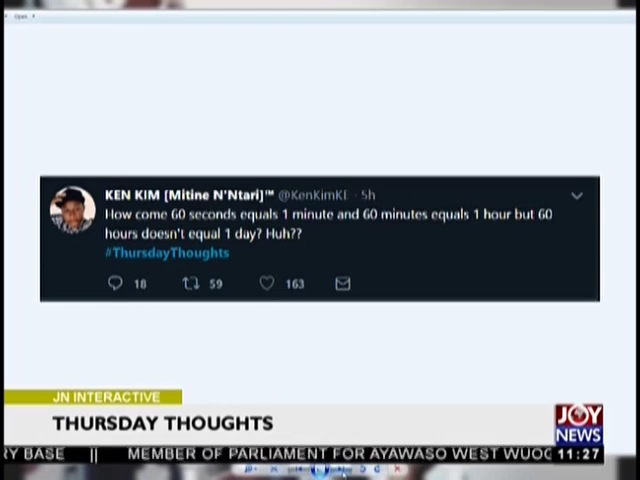 Open
KEN KIM [Mitine N'Ntari]™ @KenKimKE · 5h
How come 60 seconds equals 1 minute and 60 minutes equals 1 hour but 60
hours doesn't equal 1 day? Huh??
#ThursdayThoughts
18 59 163
JN INTERACTIVE
THURSDAY THOUGHTS
JOY
NEWS
RY BASE || MEMBER OF PARLIAMENT FOR AYAWASO WEST WUOG 11:27